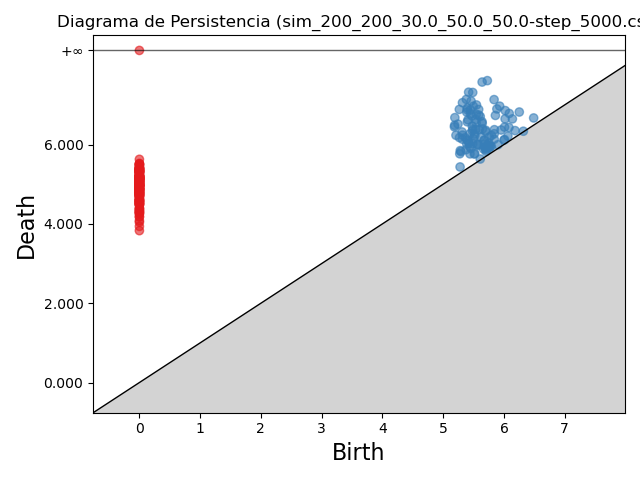 Diagrama de Persistencia (sim_200_200_30.0_50.0_50.0-step_5000.cs
+∞
6.000
4.000
2.000
0.000
Death
0 1 2 3 4 5 6 7
Birth